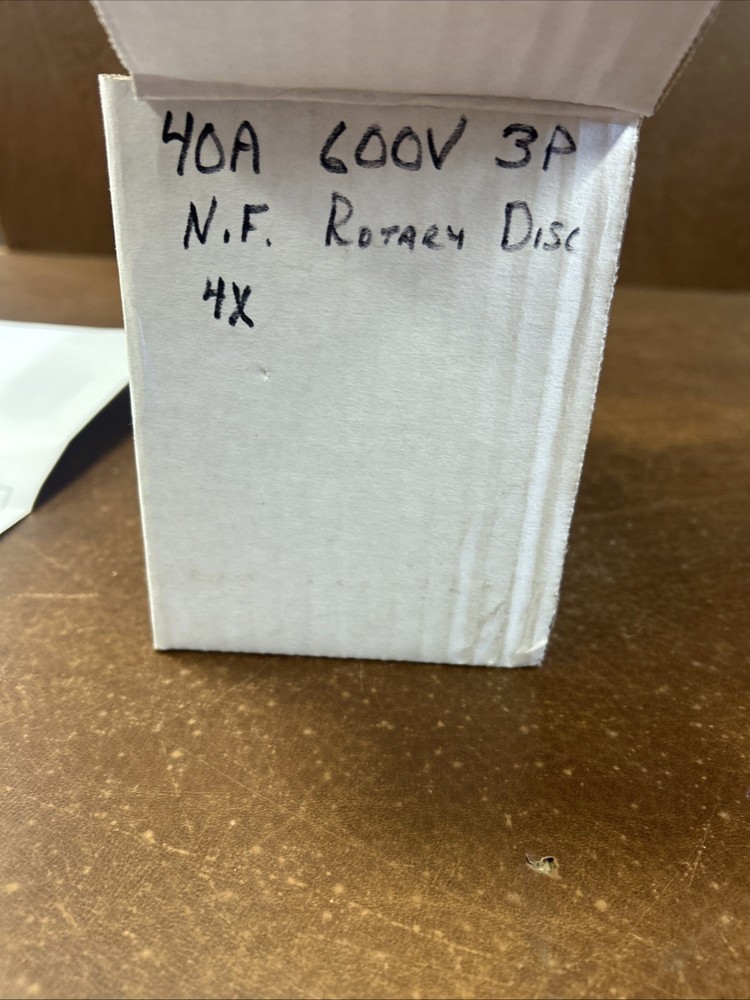 40A 600V 3P
N.F. ROTARY DISC
4X